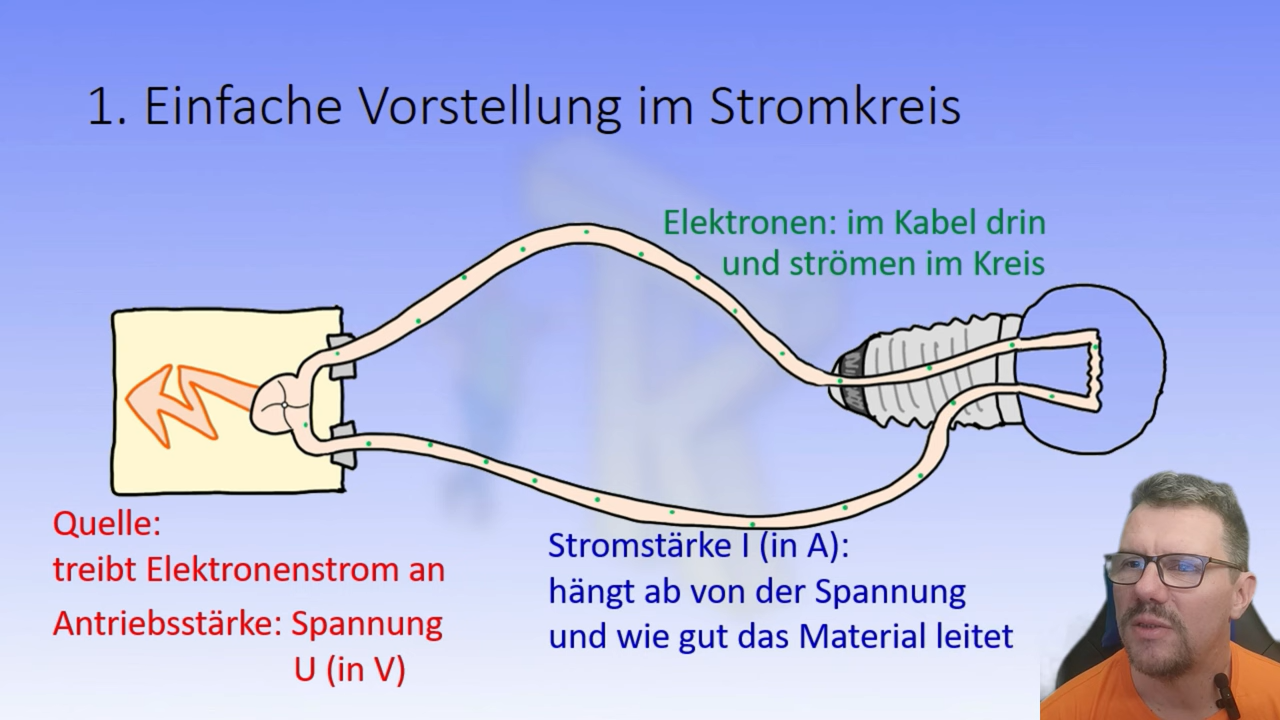 1. Einfache Vorstellung im Stromkreis
Elektronen: im Kabel drin
und strömen im Kreis
Quelle:
treibt Elektronenstrom an
Antriebsstärke: Spannung
U (in V)
Stromstärke I (in A):
hängt ab von der Spannung
und wie gut das Material leitet